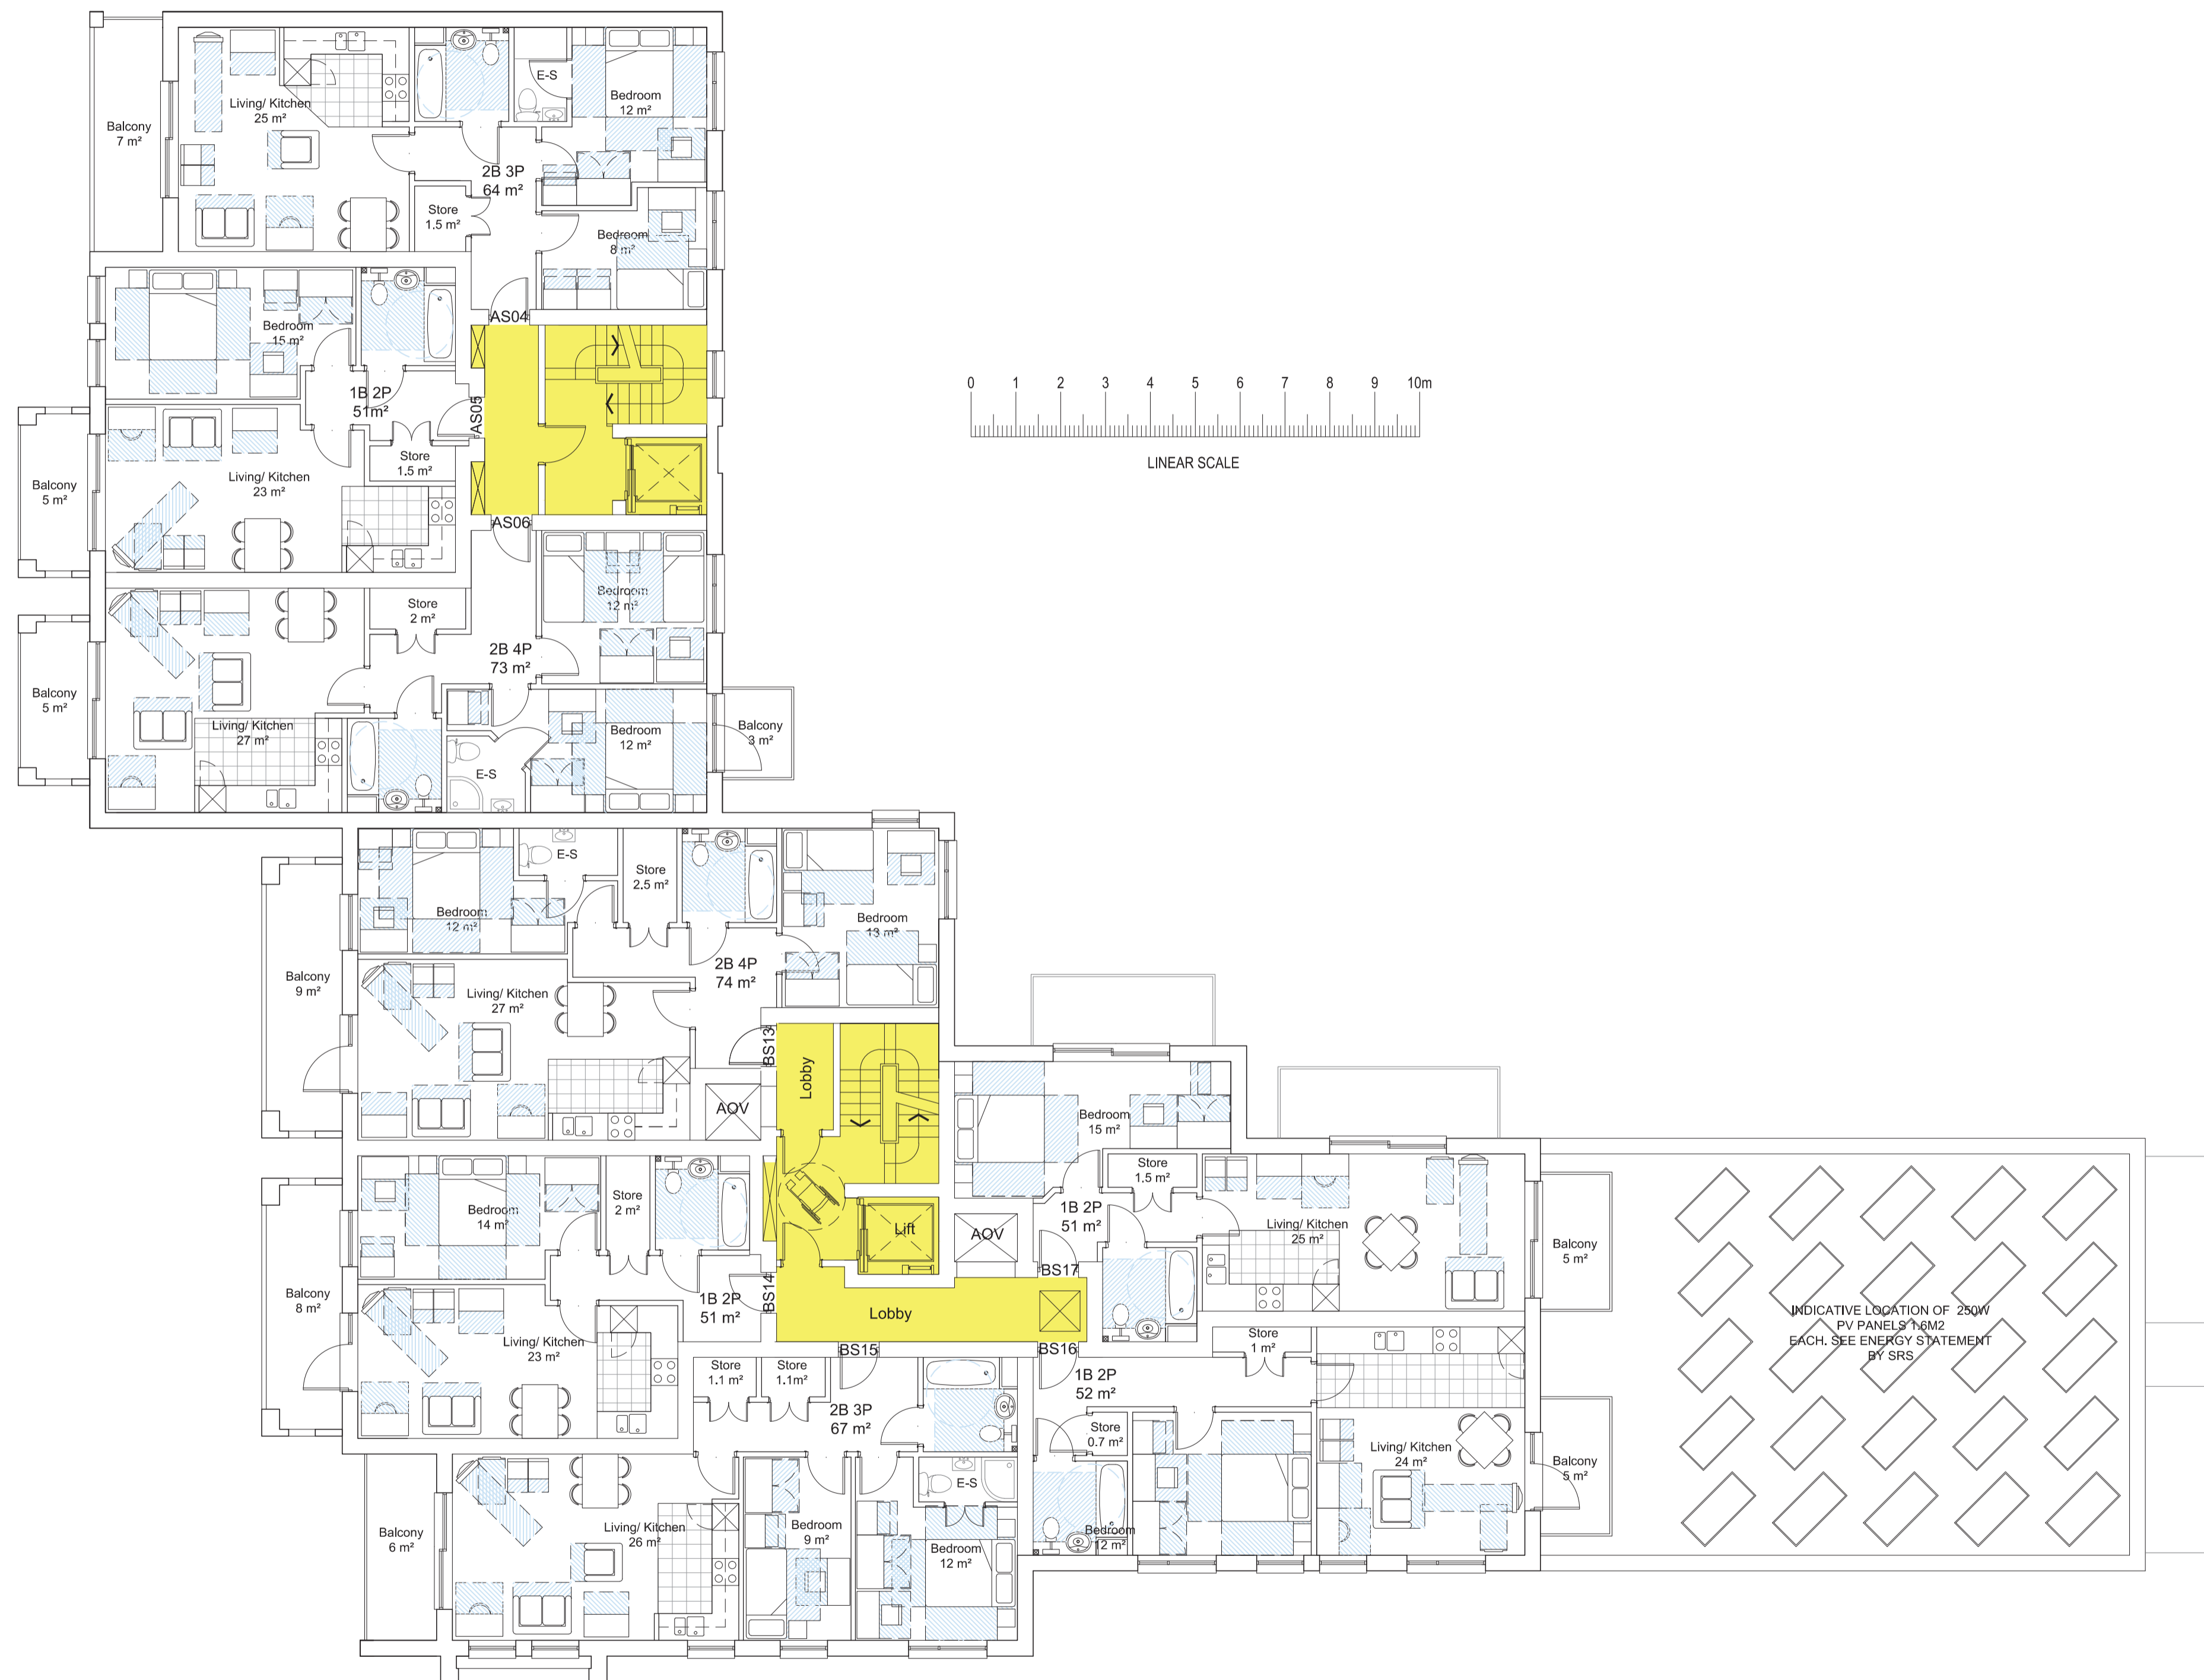 Balcony
7 m²
Living/ Kitchen
25 m²
E-S
Bedroom
12 m²
2B 3P
64 m²
Store
1.5 m²
Bedroom
8 m²
AS04
Bedroom
15 m²
1B 2P
51m²
AS05
Store
1.5 m²
Balcony
5 m²
Living/ Kitchen
23 m²
AS06
0 1 2 3 4 5 6 7 8 9 10m
LINEAR SCALE
Store
2 m²
Bedroom
12 m²
2B 4P
73 m²
Balcony
5 m²
Living/ Kitchen
27 m²
E-S
Bedroom
12 m²
Balcony
3 m²
E-S
Store
2.5 m²
Bedroom
12 m²
Bedroom
13 m²
2B 4P
74 m²
Balcony
9 m²
Living/ Kitchen
27 m²
BS13
Lobby
AOV
Bedroom
15 m²
Store
1.5 m²
Bedroom
14 m²
Store
2 m²
Lift
AOV
1B 2P
51 m²
Living/ Kitchen
25 m²
Balcony
5 m²
BS17
Balcony
8 m²
1B 2P
51 m²
BS14
Lobby
Living/ Kitchen
23 m²
INDICATIVE LOCATION OF 250W
PV PANELS 1.6M2
EACH. SEE ENERGY STATEMENT
BY SRS
BS15
BS16
Store
1 m²
Store
1.1 m²
Store
1.1m²
1B 2P
52 m²
2B 3P
67 m²
Store
0.7 m²
Living/ Kitchen
24 m²
Balcony
5 m²
E-S
Balcony
6 m²
Living/ Kitchen
26 m²
Bedroom
9 m²
Bedroom
12 m²
Bedroom
12 m²